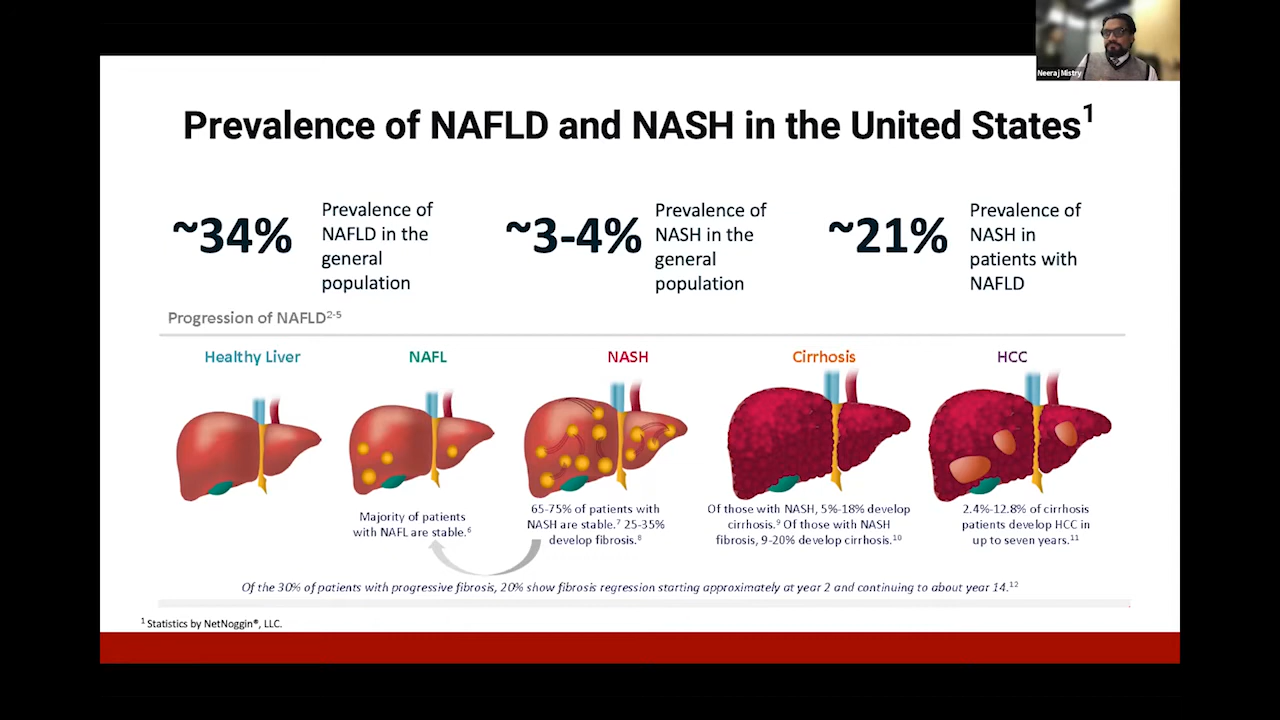 Neeraj Mistry
Prevalence of NAFLD and NASH in the United States1
~34%
Prevalence of
NAFLD in the
general
population
~3-4%
Prevalence of
NASH in the
general
population
~21%
Prevalence of
NASH in
patients with
NAFLD
Progression of NAFLD2-5
Healthy Liver
NAFL
NASH
Cirrhosis
HCC
Majority of patients
with NAFL are stable.6
65-75% of patients with
NASH are stable.7 25-35%
develop fibrosis.8
Of those with NASH, 5%-18% develop
cirrhosis.9 Of those with NASH
fibrosis, 9-20% develop cirrhosis.10
2.4%-12.8% of cirrhosis
patients develop HCC in
up to seven years.11
Of the 30% of patients with progressive fibrosis, 20% show fibrosis regression starting approximately at year 2 and continuing to about year 14.12
1 Statistics by NetNoggin®, LLC.